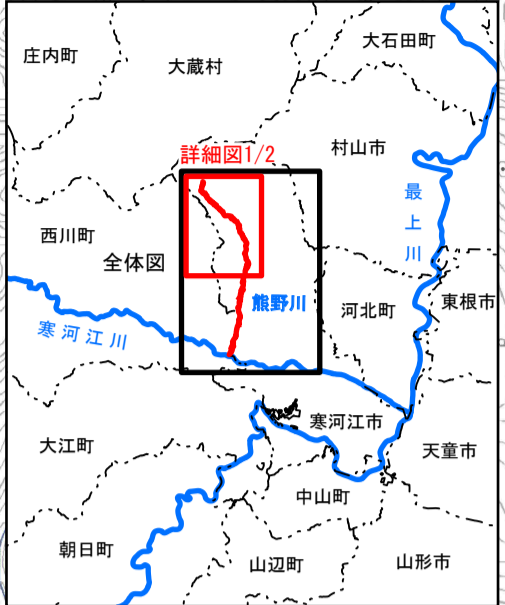 庄内町
大蔵村
大石田町
村山市
詳細図1/2
最上川
西川町
全体図
熊野川
河北町
東根市
寒河江川
寒河江市
大江町
天童市
中山町
朝日町
山辺町
山形市